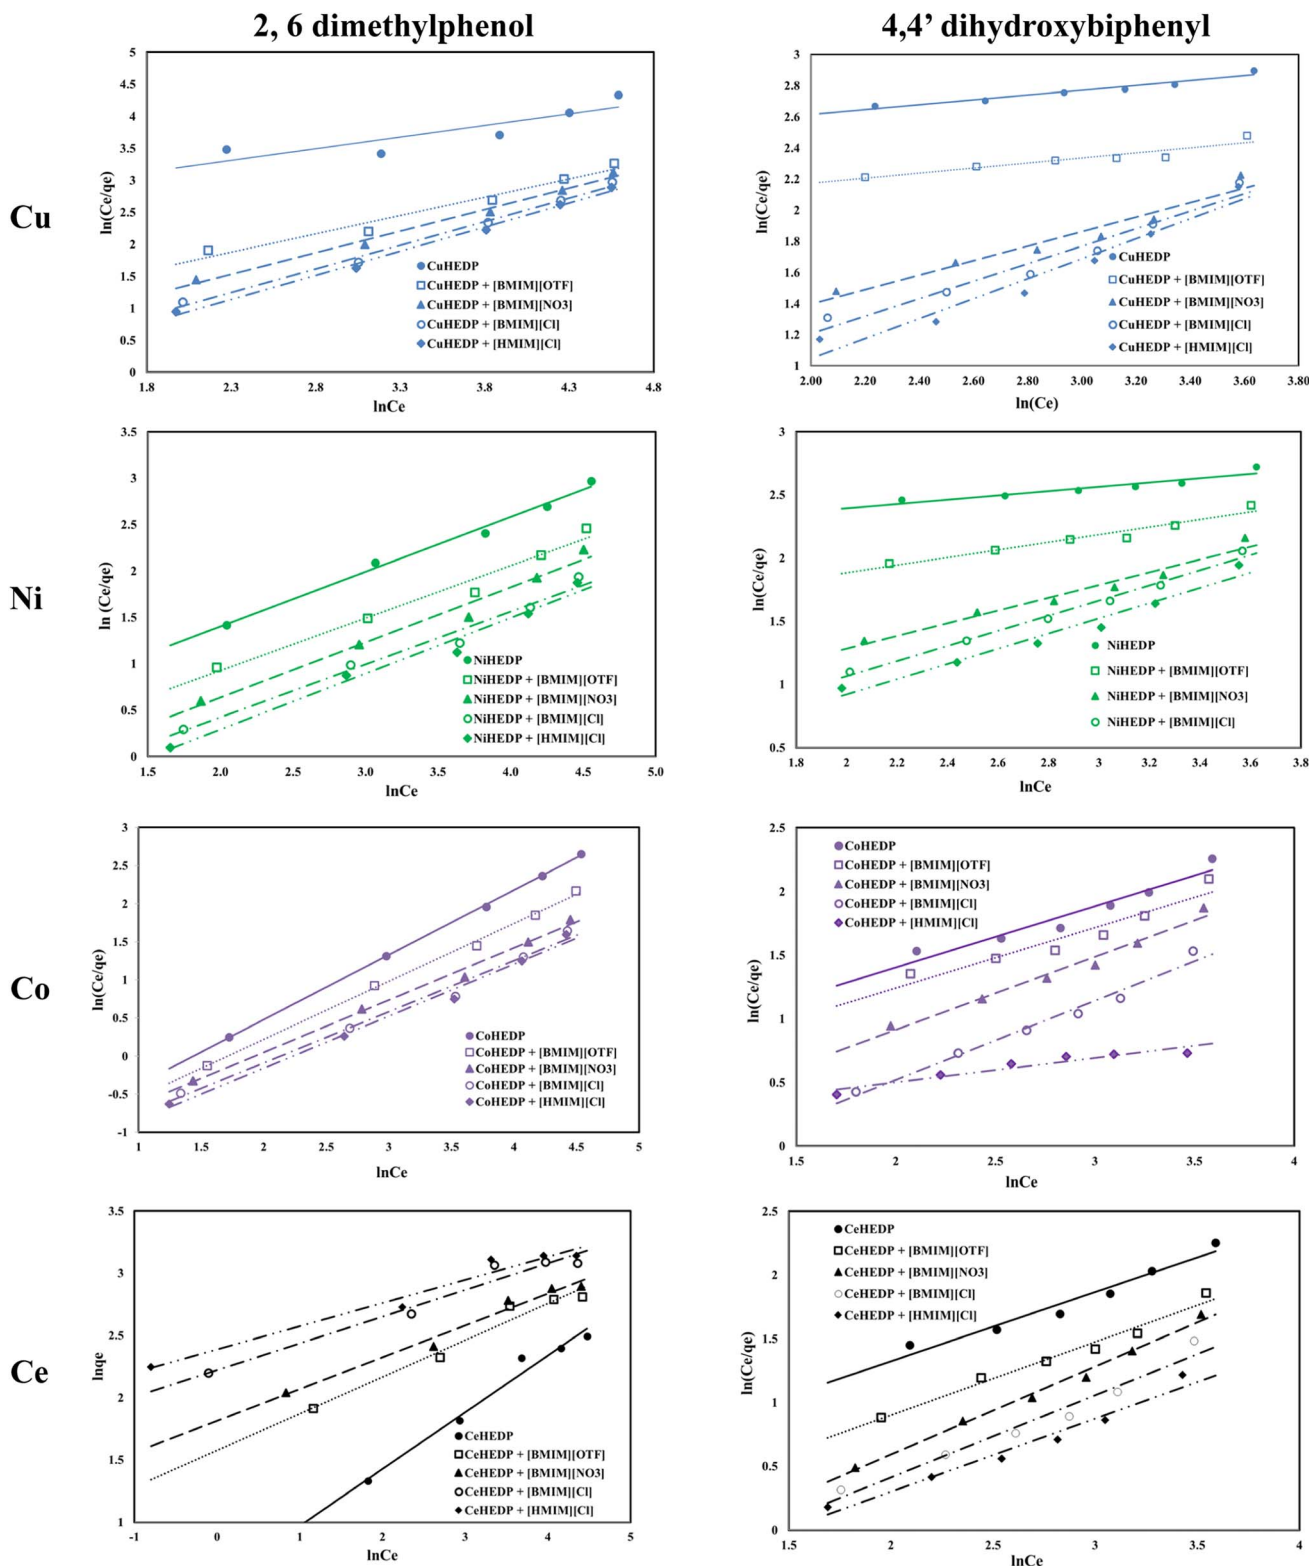 2, 6 dimethylphenol
4,4' dihydroxybiphenyl
Cu
ln(Ce/qe)
5
4.5
4
3.5
3
2.5
2
1.5
1
0.5
0
CuHEDP
CuHEDP + [BMIM][OTF]
CuHEDP + [BMIM][NO3]
CuHEDP + [BMIM][Cl]
CuHEDP + [HMIM][Cl]
1.8 2.3 2.8 3.3 3.8 4.3 4.8
lnCe
ln(Ce/qe)
3
2.8
2.6
2.4
2.2
2
1.8
1.6
1.4
1.2
1
CuHEDP
CuHEDP + [BMIM][OTF]
CuHEDP + [BMIM][NO3]
CuHEDP + [BMIM][Cl]
CuHEDP + [HMIM][Cl]
2.00 2.20 2.40 2.60 2.80 3.00 3.20 3.40 3.60 3.80
ln(Ce)
Ni
ln (Ce/qe)
3.5
3
2.5
2
1.5
1
0.5
0
NiHEDP
NiHEDP + [BMIM][OTF]
NiHEDP + [BMIM][NO3]
NiHEDP + [BMIM][Cl]
NiHEDP + [HMIM][Cl]
1.5 2.0 2.5 3.0 3.5 4.0 4.5 5.0
lnCe
ln(Ce/qe)
3
2.5
2
1.5
1
0.5
NiHEDP
NiHEDP + [BMIM][OTF]
NiHEDP + [BMIM][NO3]
NiHEDP + [BMIM][Cl]
1.8 2 2.2 2.4 2.6 2.8 3 3.2 3.4 3.6 3.8
lnCe
Co
ln(Ce/qe)
3
2.5
2
1.5
1
0.5
0
-0.5
-1
CoHEDP
CoHEDP + [BMIM][OTF]
CoHEDP + [BMIM][NO3]
CoHEDP + [BMIM][Cl]
CoHEDP + [HMIM][Cl]
1 1.5 2 2.5 3 3.5 4 4.5 5
lnCe
ln(Ce/qe)
2.5
2
1.5
1
0.5
0
CoHEDP
CoHEDP + [BMIM][OTF]
CoHEDP + [BMIM][NO3]
CoHEDP + [BMIM][Cl]
CoHEDP + [HMIM][Cl]
1.5 2 2.5 3 3.5 4
lnCe
Ce
lnqe
3.5
3
2.5
2
1.5
1
CeHEDP
CeHEDP + [BMIM][OTF]
CeHEDP + [BMIM][NO3]
CeHEDP + [BMIM][Cl]
CeHEDP + [HMIM][Cl]
-1 0 1 2 3 4 5
lnCe
ln(Ce/qe)
2.5
2
1.5
1
0.5
0
CeHEDP
CeHEDP + [BMIM][OTF]
CeHEDP + [BMIM][NO3]
CeHEDP + [BMIM][Cl]
CeHEDP + [HMIM][Cl]
1.5 2 2.5 3 3.5 4
lnCe